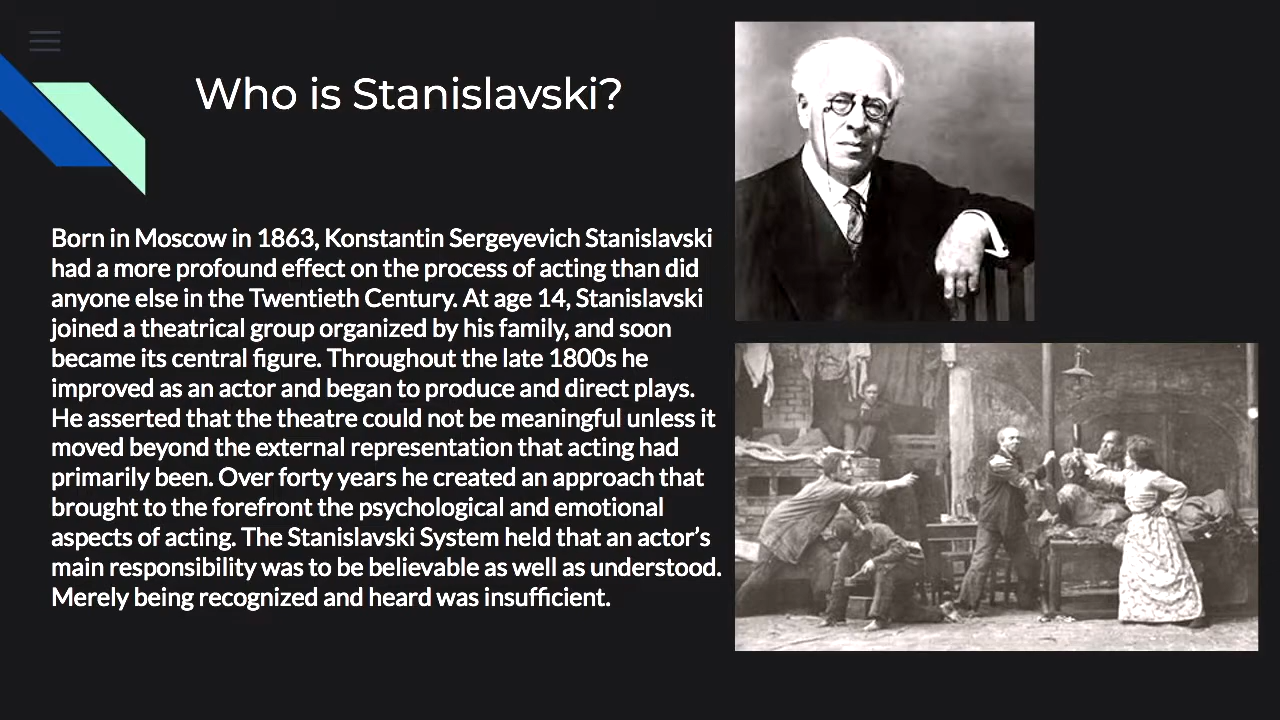 Who is Stanislavski?
Born in Moscow in 1863, Konstantin Sergeyevich Stanislavski
had a more profound effect on the process of acting than did
anyone else in the Twentieth Century. At age 14, Stanislavski
joined a theatrical group organized by his family, and soon
became its central figure. Throughout the late 1800s he
improved as an actor and began to produce and direct plays.
He asserted that the theatre could not be meaningful unless it
moved beyond the external representation that acting had
primarily been. Over forty years he created an approach that
brought to the forefront the psychological and emotional
aspects of acting. The Stanislavski System held that an actor’s
main responsibility was to be believable as well as understood.
Merely being recognized and heard was insufficient.